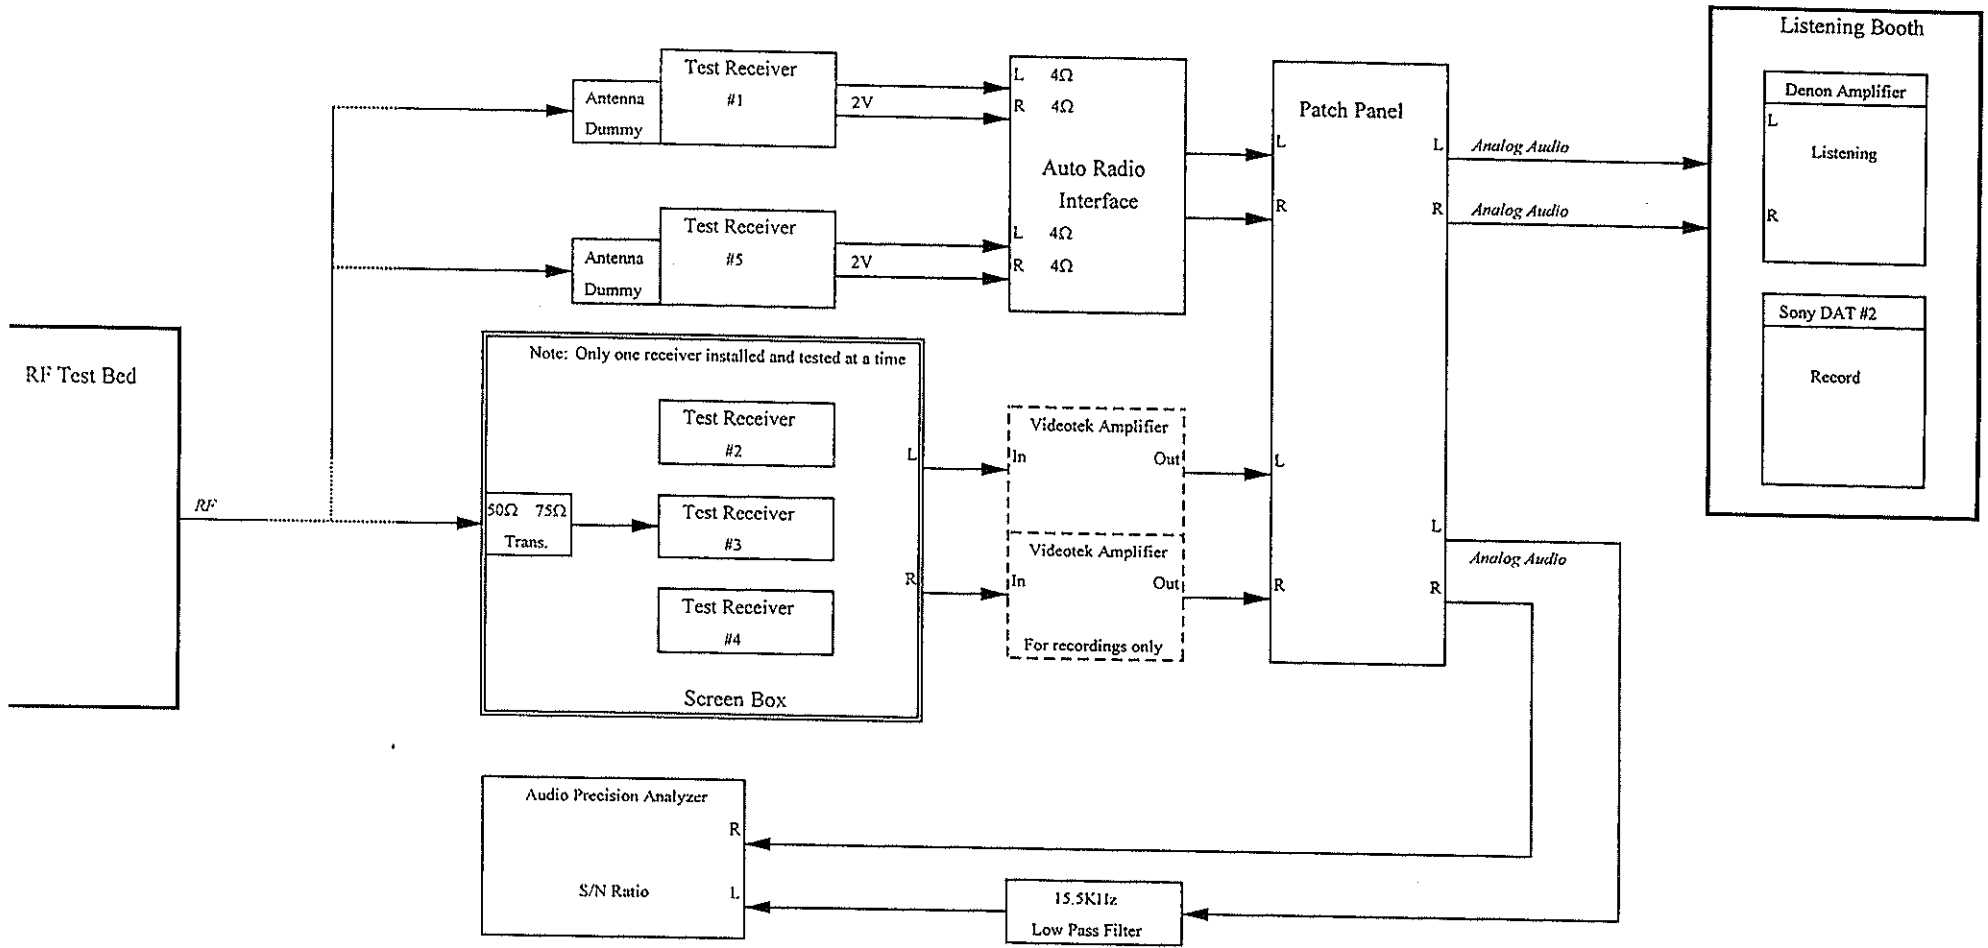 Listening Booth
Denon Amplifier
L
Listening
R
Sony DAT #2
Record
Test Receiver
#1
Antenna
Dummy
2V
L 4Ω
R 4Ω
Auto Radio
Interface
L 4Ω
R 4Ω
Test Receiver
#5
Antenna
Dummy
2V
Patch Panel
L
R
L
R
Analog Audio
Analog Audio
RF Test Bed
RF
Note: Only one receiver installed and tested at a time
Test Receiver
#2
50Ω 75Ω
Trans.
Test Receiver
#3
Test Receiver
#4
L
R
Screen Box
Videotek Amplifier
In Out
Videotek Amplifier
In Out
For recordings only
L
R
L
R
Analog Audio
Audio Precision Analyzer
R
S/N Ratio
L
15.5KHz
Low Pass Filter